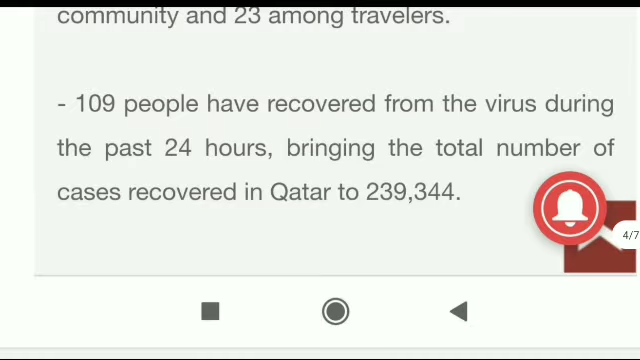 community and 23 among travelers.
- 109 people have recovered from the virus during
the past 24 hours, bringing the total number of
cases recovered in Qatar to 239,344.
4/7